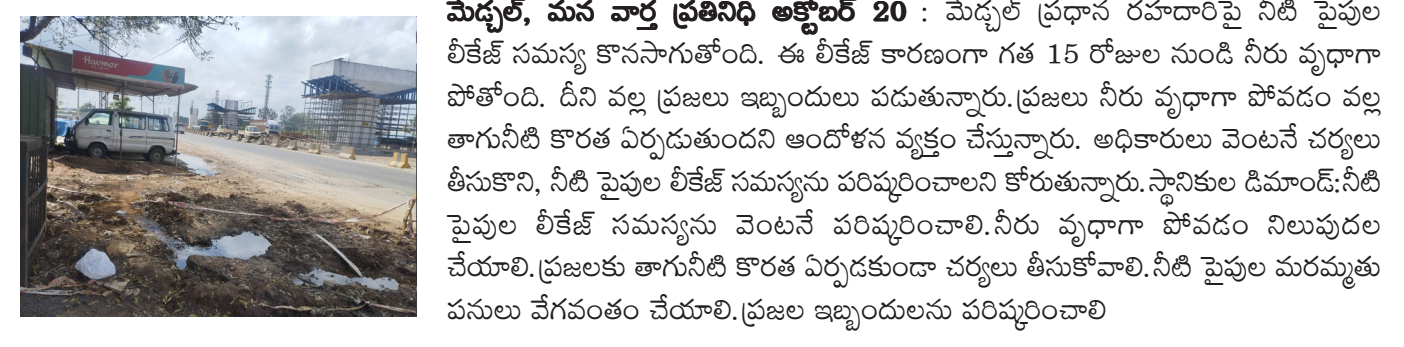 Havmor
మేడ్చల్, మన వార్త ప్రతినిధి అక్టోబర్ 20 : మేడ్చల్ ప్రధాన రహదారిపై నీటి పైపుల
లీకేజ్ సమస్య కొనసాగుతోంది. ఈ లీకేజ్ కారణంగా గత 15 రోజుల నుండి నీరు వృధాగా
పోతోంది. దీని వల్ల ప్రజలు ఇబ్బందులు పడుతున్నారు.ప్రజలు నీరు వృధాగా పోవడం వల్ల
తాగునీటి కొరత ఏర్పడుతుందని ఆందోళన వ్యక్తం చేస్తున్నారు. అధికారులు వెంటనే చర్యలు
తీసుకొని, నీటి పైపుల లీకేజ్ సమస్యను పరిష్కరించాలని కోరుతున్నారు.స్థానికుల డిమాండ్:నీటి
పైపుల లీకేజ్ సమస్యను వెంటనే పరిష్కరించాలి.నీరు వృధాగా పోవడం నిలుపుదల
చేయాలి.ప్రజలకు తాగునీటి కొరత ఏర్పడకుండా చర్యలు తీసుకోవాలి.నీటి పైపుల మరమ్మతు
పనులు వేగవంతం చేయాలి.ప్రజల ఇబ్బందులను పరిష్కరించాలి